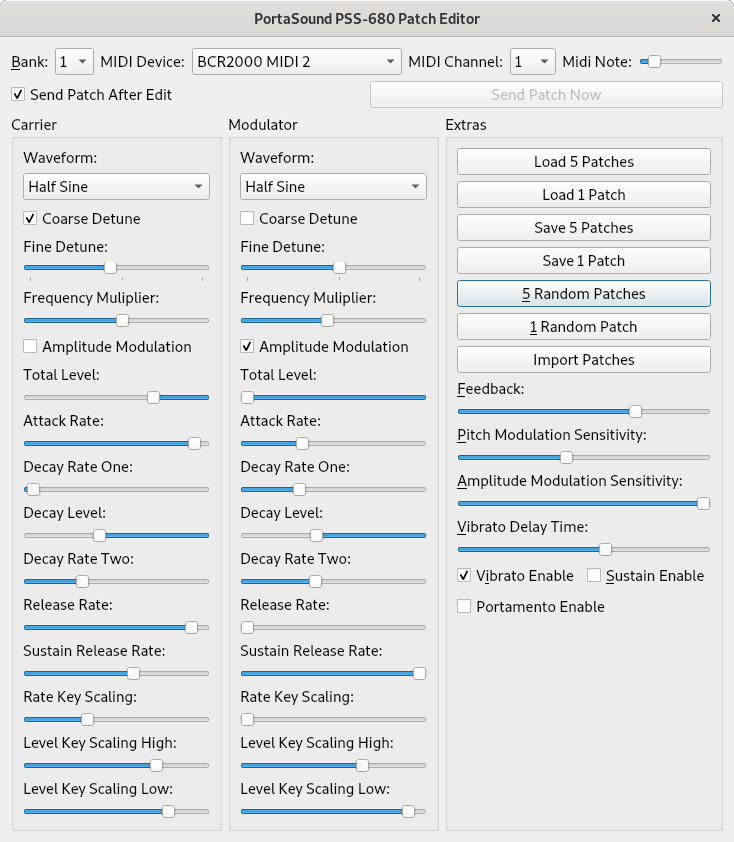 PortaSound PSS-680 Patch Editor
Bank: 1 MIDI Device: BCR2000 MIDI 2 MIDI Channel: 1 Midi Note:
Send Patch After Edit Send Patch Now
Carrier Modulator Extras
Waveform: Waveform: Load 5 Patches
Half Sine Half Sine Load 1 Patch
Coarse Detune Coarse Detune Save 5 Patches
Fine Detune: Fine Detune: Save 1 Patch
Frequency Muliplier: Frequency Muliplier: 5 Random Patches
Amplitude Modulation Amplitude Modulation 1 Random Patch
Total Level: Total Level: Import Patches
Attack Rate: Attack Rate: Feedback:
Decay Rate One: Decay Rate One: Pitch Modulation Sensitivity:
Decay Level: Decay Level: Amplitude Modulation Sensitivity:
Decay Rate Two: Decay Rate Two: Vibrato Delay Time:
Release Rate: Release Rate: Vibrato Enable Sustain Enable
Sustain Release Rate: Sustain Release Rate: Portamento Enable
Rate Key Scaling: Rate Key Scaling:
Level Key Scaling High: Level Key Scaling High:
Level Key Scaling Low: Level Key Scaling Low: